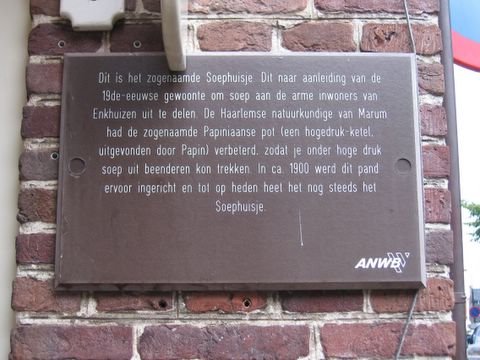 Dit is het zogenaamde Soephuisje. Dit naar aanleiding van de
19de-eeuwse gewoonte om soep aan de arme inwoners van
Enkhuizen uit te delen. De Haarlemse natuurkundige van Marum
had de zogenaamde Papiniaanse pot (een hogedruk-ketel,
uitgevonden door Papin) verbeterd, zodat je onder hoge druk
soep uit beenderen kon trekken. In ca. 1900 werd dit pand
ervoor ingericht en tot op heden heet het nog steeds het
Soephuisje.
ANWB